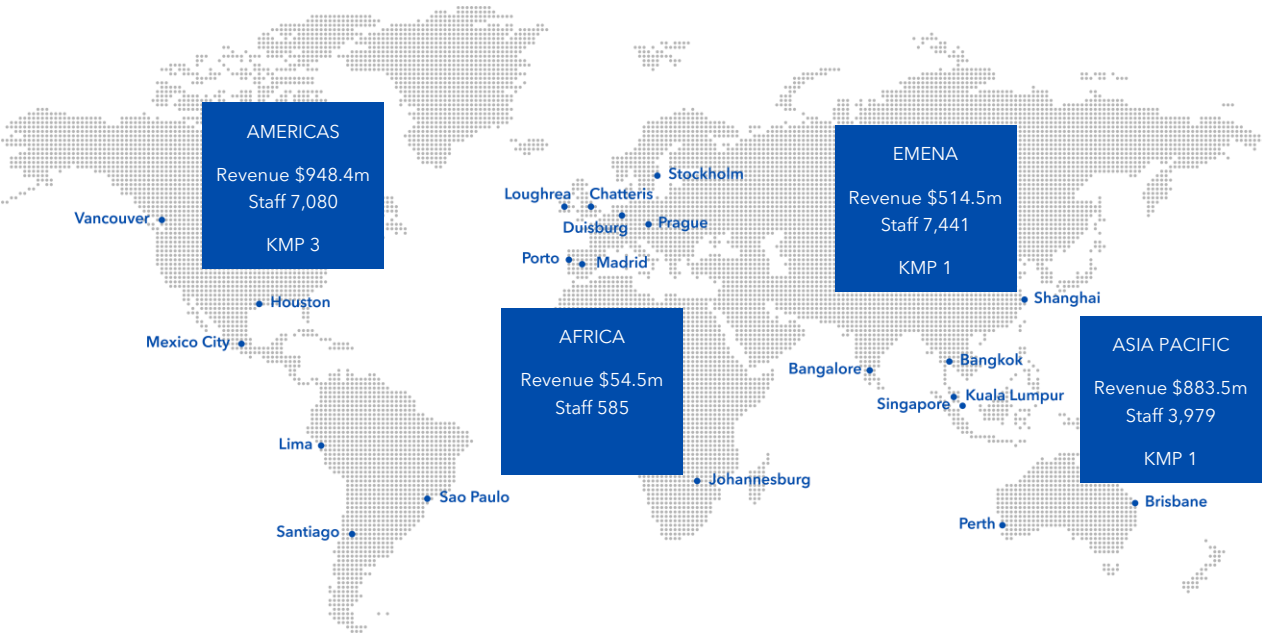 AMERICAS
Revenue $948.4m
Staff 7,080
KMP 3
EMENA
Revenue $514.5m
Staff 7,441
KMP 1
Stockholm
Loughrea
Chatteris
Vancouver
Duisburg
Prague
Porto
Madrid
Houston
Shanghai
AFRICA
Revenue $54.5m
Staff 585
ASIA PACIFIC
Revenue $883.5m
Staff 3,979
KMP 1
Mexico City
Bangalore
Bangkok
Singapore
Kuala Lumpur
Lima
Johannesburg
Sao Paulo
Brisbane
Santiago
Perth